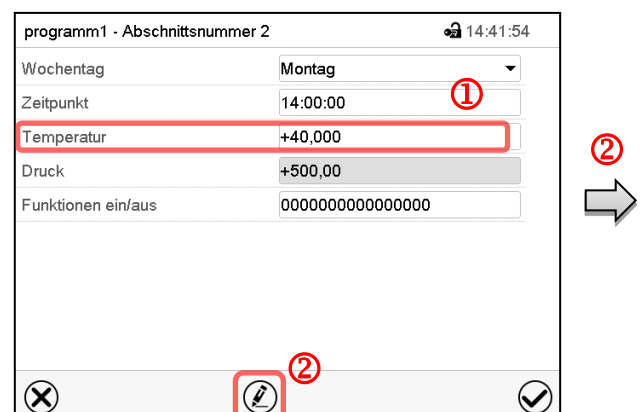 programm1 - Abschnittsnummer 2 14:41:54
Wochentag Montag
①
Zeitpunkt 14:00:00
Temperatur +40,000
②
Druck +500,00
Funktionen ein/aus 0000000000000000
②